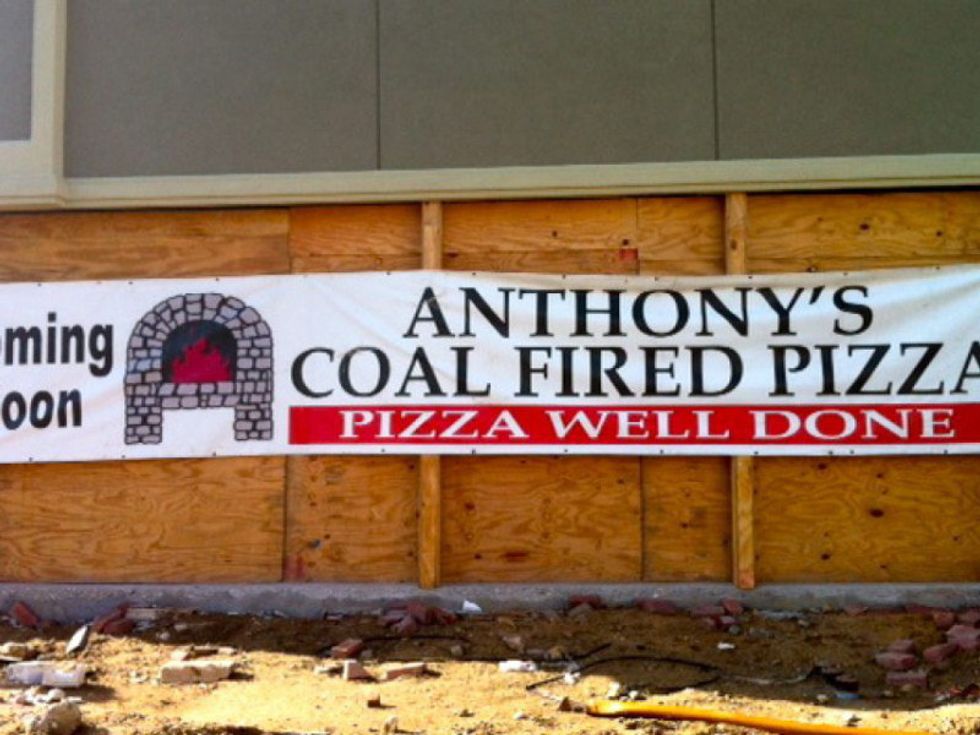 oming
oon
ANTHONY'S
COAL FIRED PIZZA
PIZZA WELL DONE